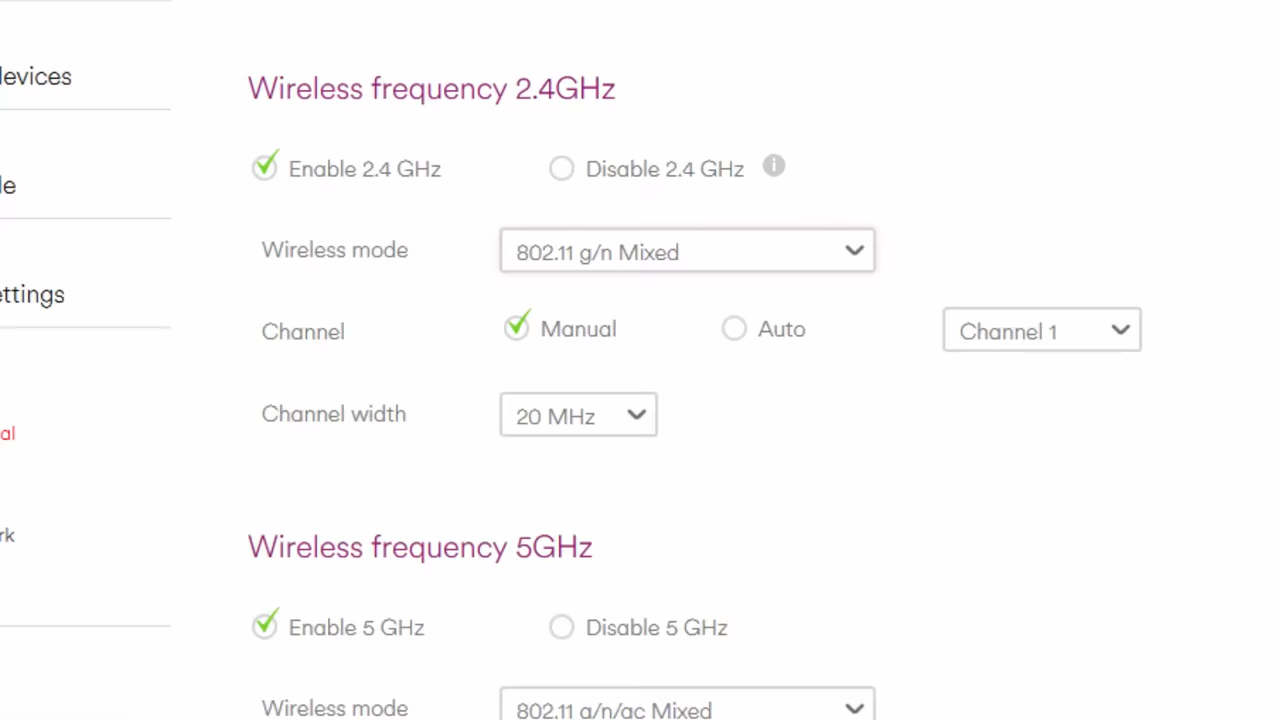 devices
Wireless frequency 2.4GHz
Enable 2.4 GHz Disable 2.4 GHz i
le
Wireless mode 802.11 g/n Mixed
ettings
Channel Manual Auto Channel 1
Channel width 20 MHz
al
rk
Wireless frequency 5GHz
Enable 5 GHz Disable 5 GHz
Wireless mode 802.11 a/n/ac Mixed